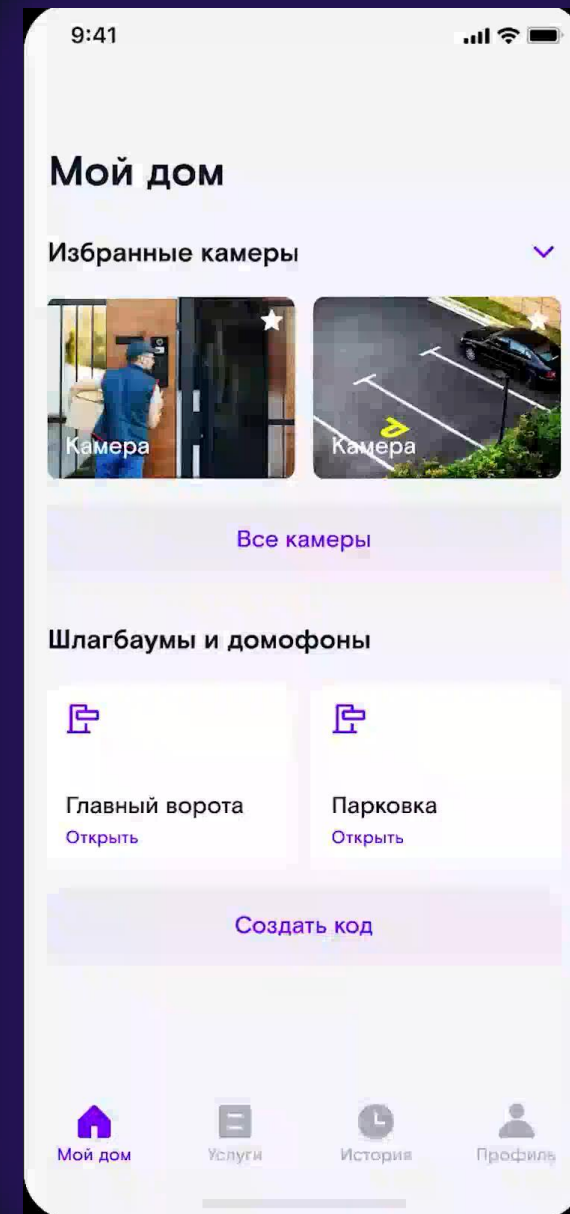 9:41
Мой дом
Избранные камеры
Камера
Камера
Все камеры
Шлагбаумы и домофоны
Главный ворота
Парковка
Открыть
Открыть
Создать код
Мой дом
Услуги
История
Профиль